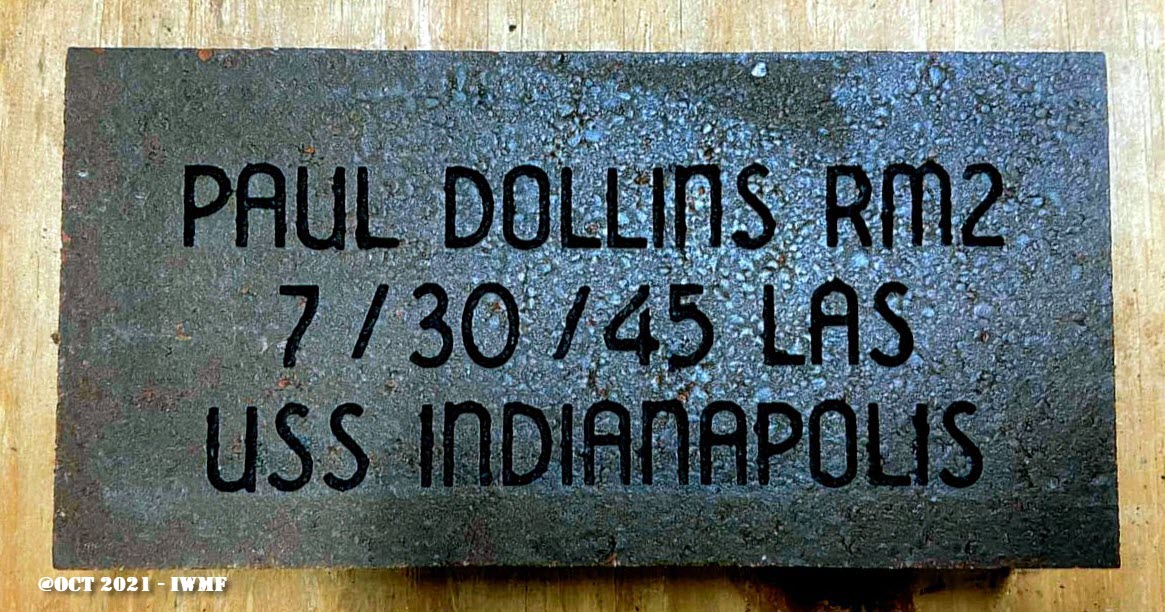 PAUL DOLLINS RM2
7/30/45 LAS
USS INDIANAPOLIS
@OCT 2021 - IWMF